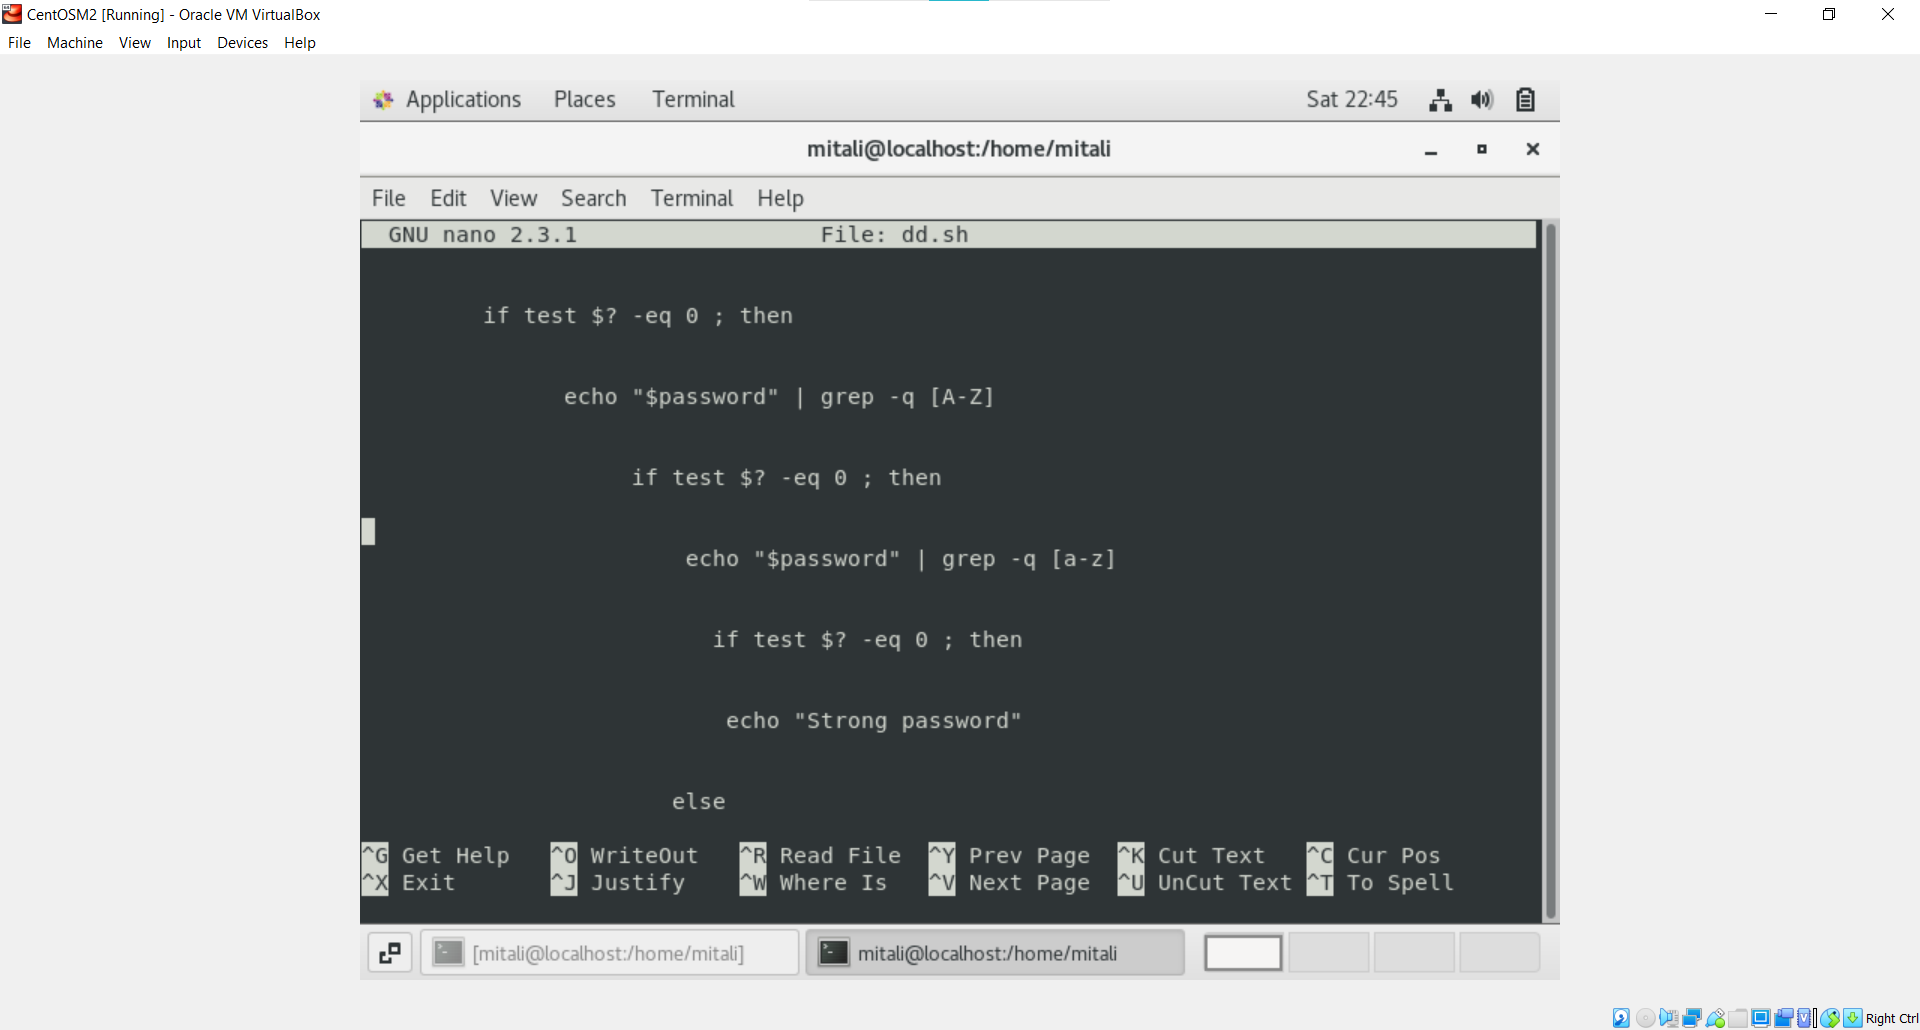 CentOSM2 [Running] - Oracle VM VirtualBox
File Machine View Input Devices Help
Applications Places Terminal Sat 22:45
mitali@localhost:/home/mitali
File Edit View Search Terminal Help
GNU nano 2.3.1 File: dd.sh
if test $? -eq 0 ; then
echo "$password" | grep -q [A-Z]
if test $? -eq 0 ; then
echo "$password" | grep -q [a-z]
if test $? -eq 0 ; then
echo "Strong password"
else
^G Get Help ^O WriteOut ^R Read File ^Y Prev Page ^K Cut Text ^C Cur Pos
^X Exit ^J Justify ^W Where Is ^V Next Page ^U UnCut Text ^T To Spell
[mitali@localhost:/home/mitali] mitali@localhost:/home/mitali
Right Ctrl